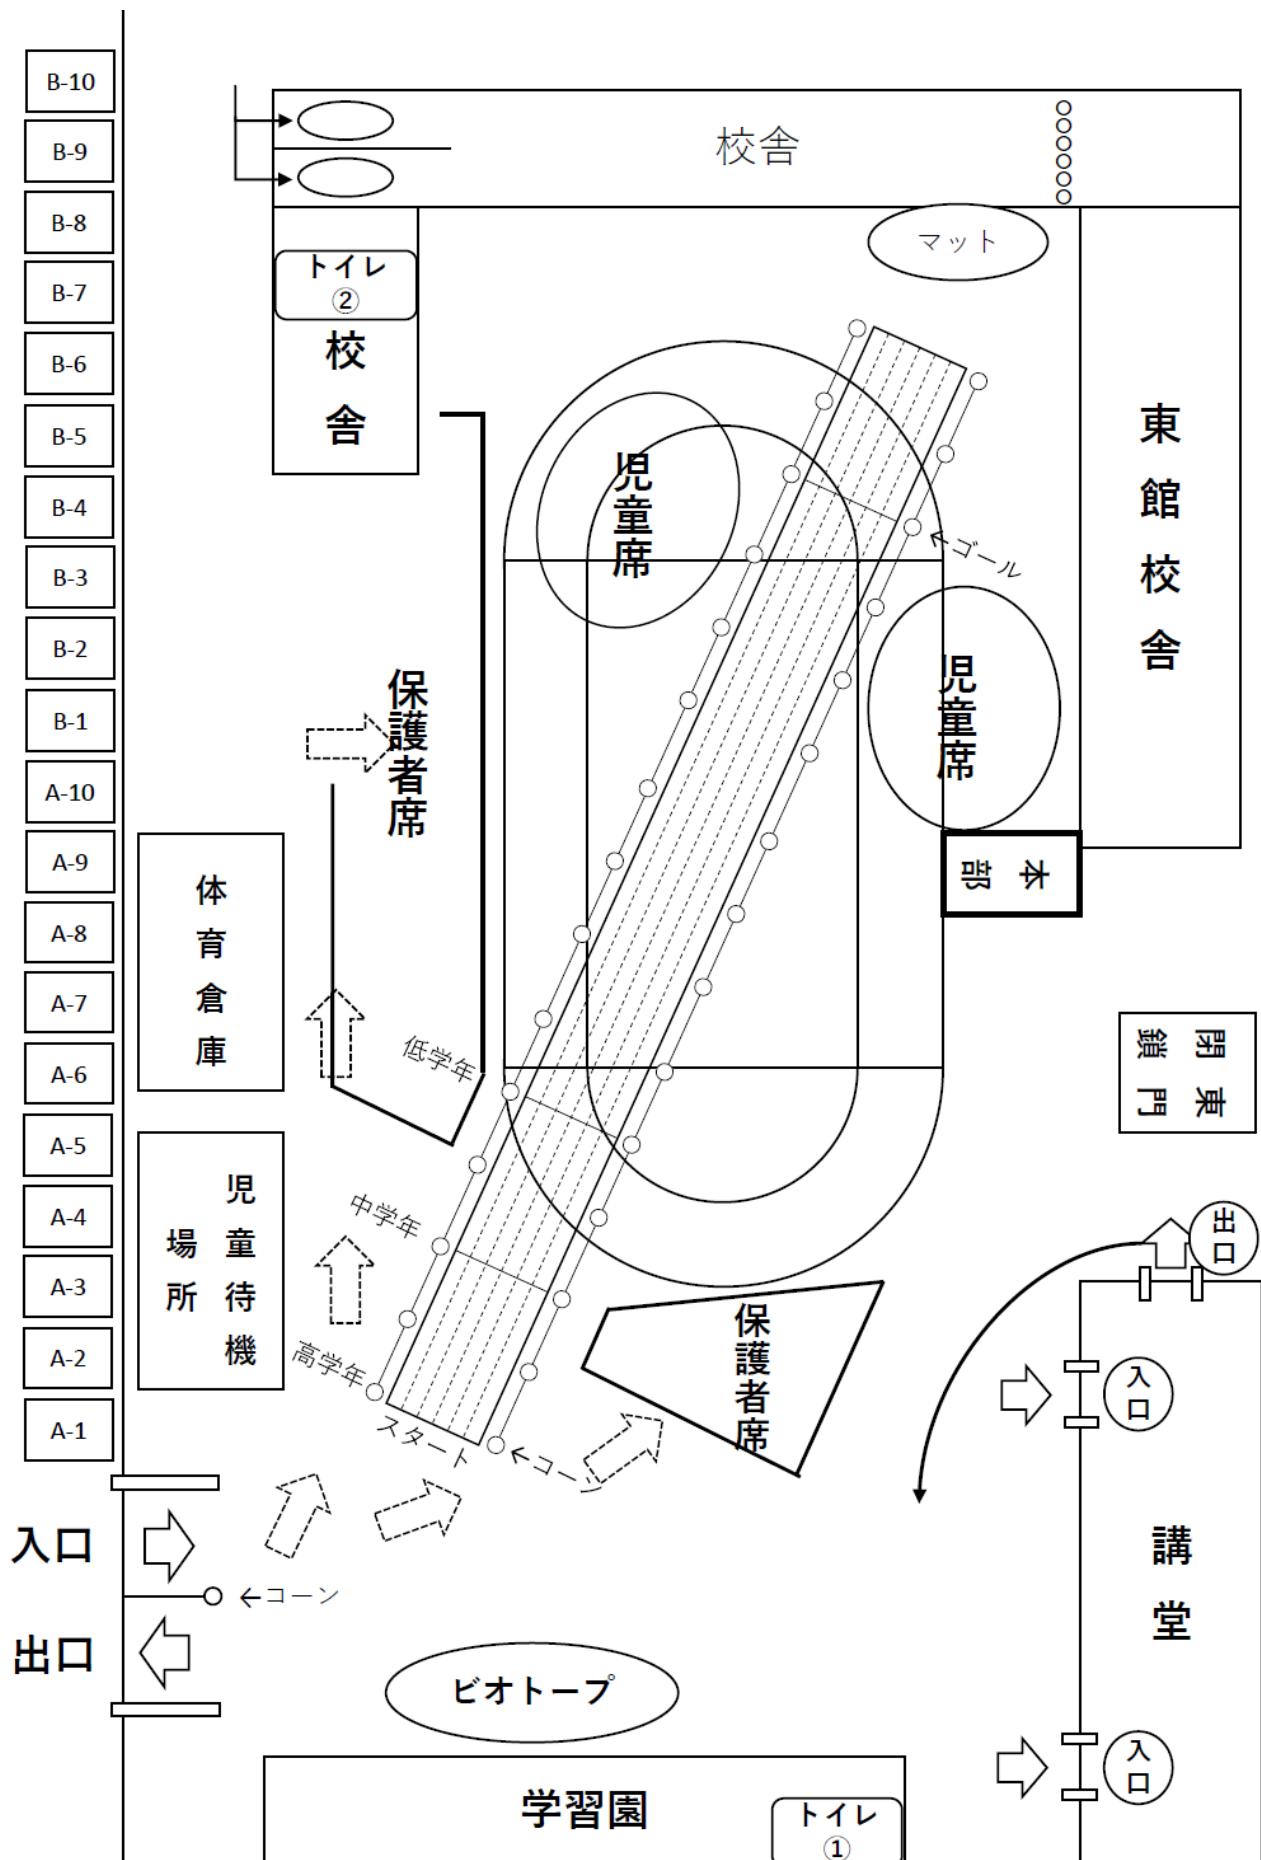 B-10
B-9
B-8
B-7
B-6
B-5
B-4
B-3
B-2
B-1
A-10
A-9
A-8
A-7
A-6
A-5
A-4
A-3
A-2
A-1
入口
出口
校舎
マット
トイレ
②
校舎
東館校舎
児童席
←ゴール
児童席
保護者席
本部
体育倉庫
低学年
東門
閉鎖
児童待機
場所
中学年
高学年
スタート
←コーン
保護者席
出口
入口
講堂
←コーン
ビオトープ
入口
学習園
トイレ
①